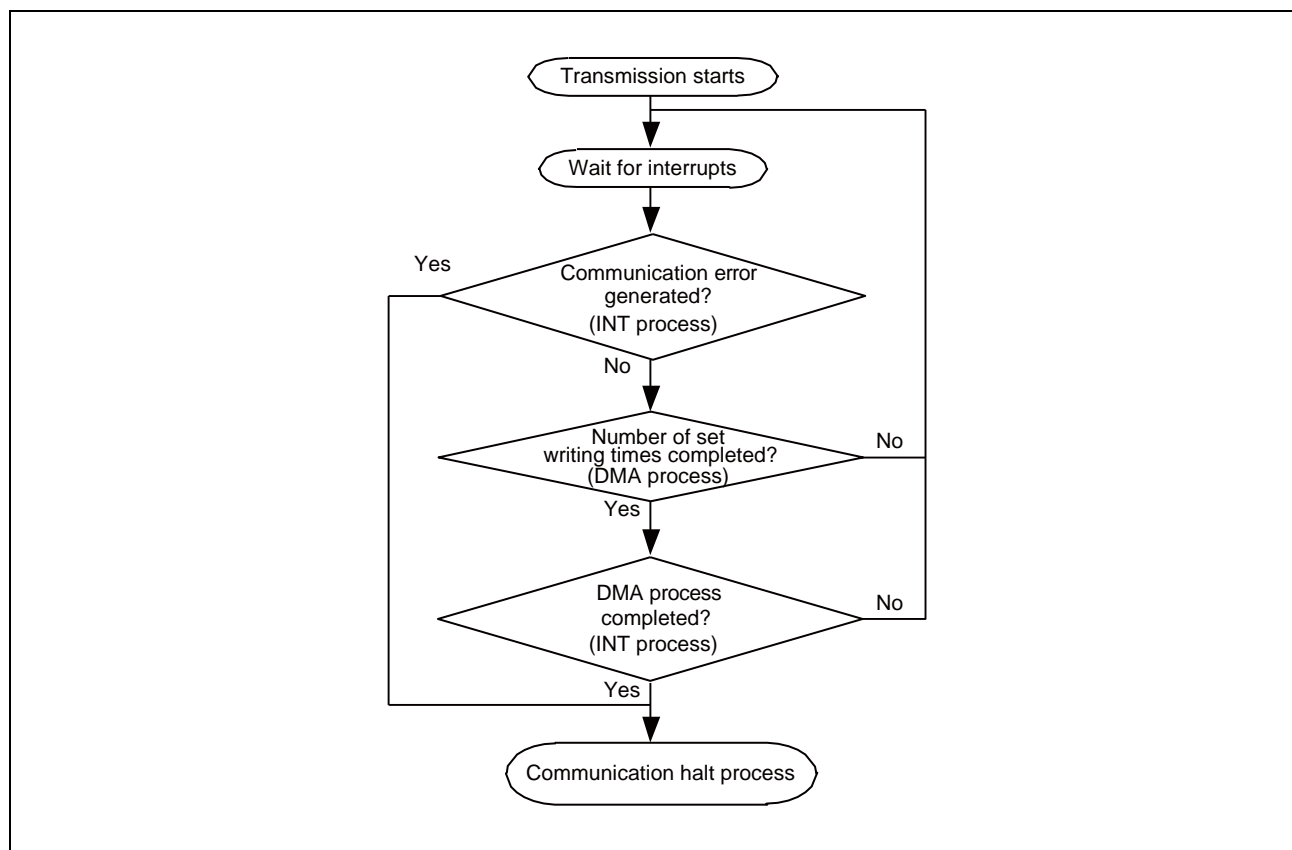 Transmission starts
Wait for interrupts
Yes
Communication error
generated?
(INT process)
No
Number of set
writing times completed?
(DMA process)
No
Yes
DMA process
completed?
(INT process)
No
Yes
Communication halt process